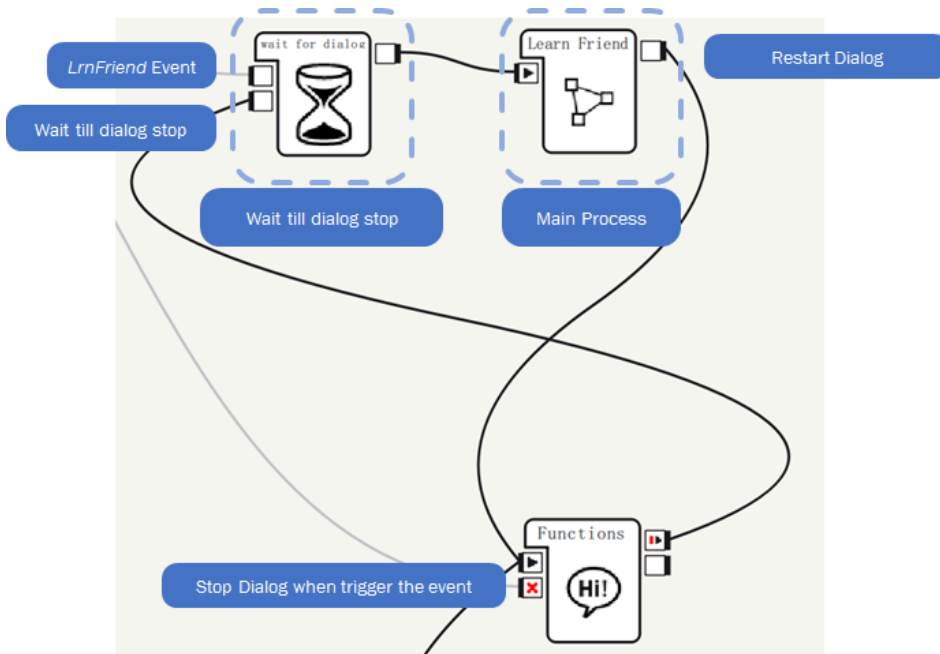 wait for dialog
Learn Friend
LrnFriend Event
Restart Dialog
Wait till dialog stop
Wait till dialog stop
Main Process
Functions
Stop Dialog when trigger the event
Hi!